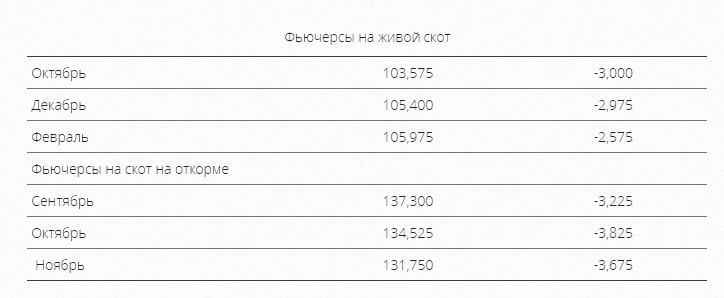 Фьючерсы на живой скот
Октябрь 103,575 -3,000
Декабрь 105,400 -2,975
Февраль 105,975 -2,575
Фьючерсы на скот на откорме
Сентябрь 137,300 -3,225
Октябрь 134,525 -3,825
Ноябрь 131,750 -3,675